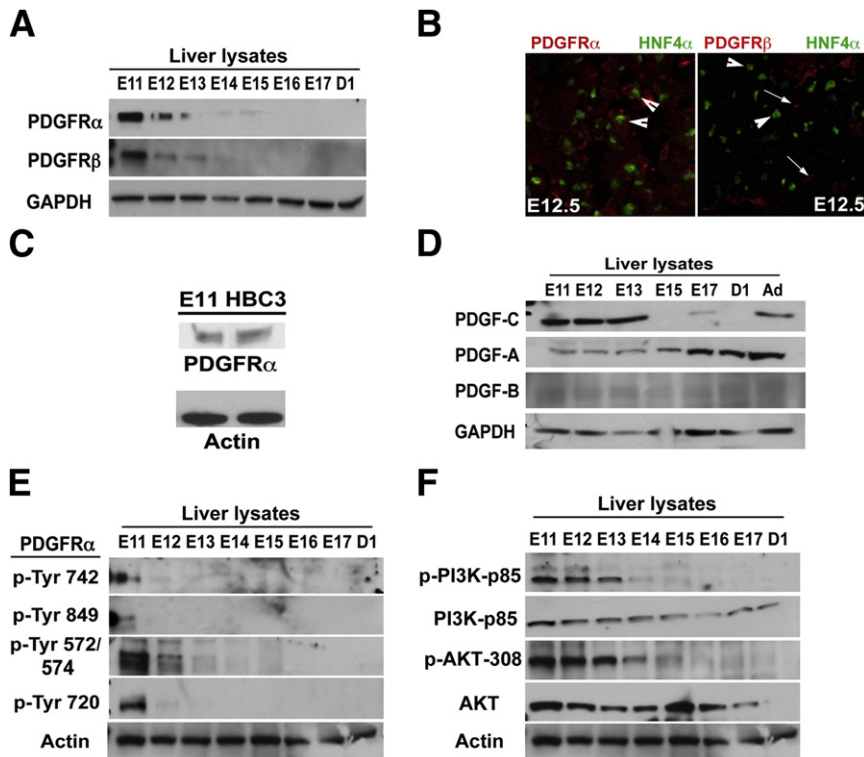 A
Liver lysates
E11 E12 E13 E14 E15 E16 E17 D1
PDGFRα
PDGFRβ
GAPDH
B
PDGFRα HNF4α PDGFRβ HNF4α
E12.5 E12.5
C
E11 HBC3
PDGFRα
Actin
D
Liver lysates
E11 E12 E13 E15 E17 D1 Ad
PDGF-C
PDGF-A
PDGF-B
GAPDH
E
Liver lysates
PDGFRα E11 E12 E13 E14 E15 E16 E17 D1
p-Tyr 742
p-Tyr 849
p-Tyr 572/
574
p-Tyr 720
Actin
F
Liver lysates
E11 E12 E13 E14 E15 E16 E17 D1
p-PI3K-p85
PI3K-p85
p-AKT-308
AKT
Actin